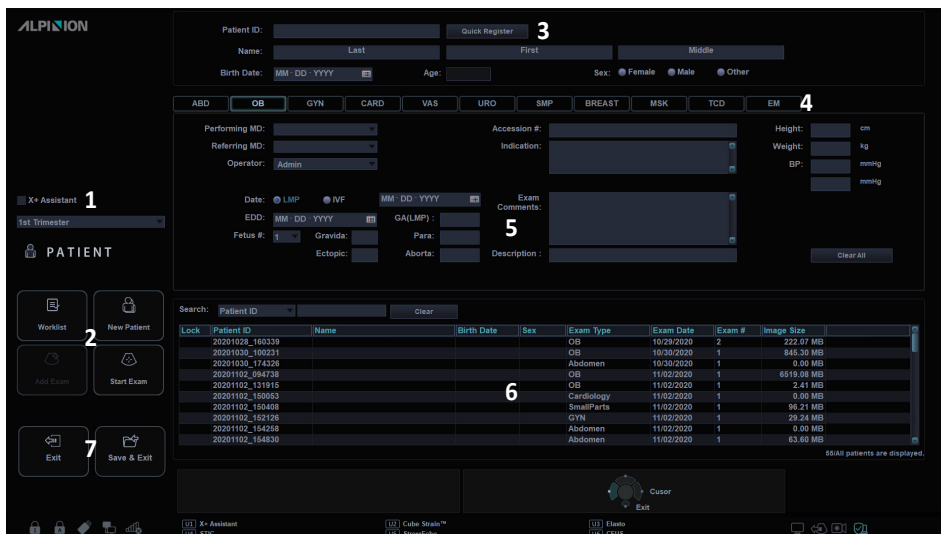 ALPINION
Patient ID: Quick Register 3
Name: Last First Middle
Birth Date: MM - DD - YYYY Age: Sex: Female Male Other
ABD OB GYN CARD VAS URO SMP BREAST MSK TCD EM 4
Performing MD: Accession #: Height: cm
Referring MD: Indication: Weight: kg
Operator: Admin BP: mmHg
mmHg
X+ Assistant 1
1st Trimester
PATIENT
Date: LMP IVF MM - DD - YYYY Exam Comments:
EDD: MM - DD - YYYY GA(LMP) :
Fetus #: 1 Gravida: Para: 5
Ectopic: Aborta: Description : Clear All
Worklist New Patient
2
Add Exam Start Exam
Exit 7 Save & Exit
Search: Patient ID Clear
Lock Patient ID Name Birth Date Sex Exam Type Exam Date Exam # Image Size
20201028_160339 OB 10/29/2020 2 222.07 MB
20201030_100231 OB 10/30/2020 1 845.30 MB
20201030_174326 Abdomen 10/30/2020 1 0.00 MB
20201102_094738 OB 11/02/2020 1 6519.08 MB
20201102_131915 OB 11/02/2020 1 2.41 MB
20201102_150053 Cardiology 11/02/2020 1 0.00 MB
20201102_150408 SmallParts 11/02/2020 1 96.21 MB
20201102_152126 GYN 11/02/2020 1 29.24 MB
20201102_154258 Abdomen 11/02/2020 1 0.00 MB
20201102_154830 Abdomen 11/02/2020 1 63.60 MB
6
55/All patients are displayed.
Cusor
Exit
U1 X+ Assistant U2 Cube Strain™ U3 Elasto
U4 STIC U5 StressEcho U6 CEUS